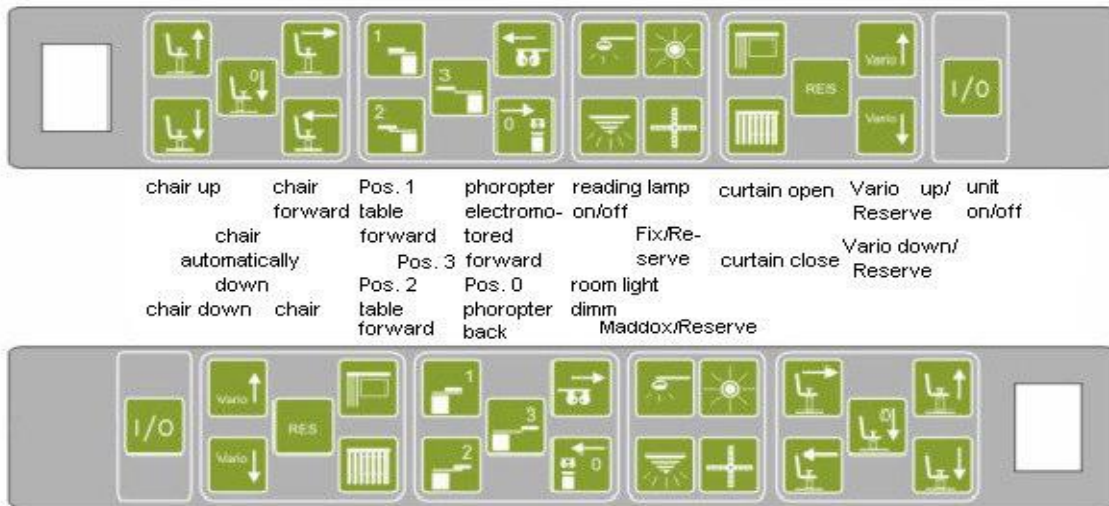 1
3
2
0
0
RES
Vario
Vario
I/O
chair up
chair
forward
Pos. 1
table
forward
phoropter
electromo-
tored
forward
reading lamp
on/off
curtain open
Vario up/
Reserve
unit
on/off
chair
automatically
down
Pos. 3
Fix/Re-
serve
curtain close
Vario down/
Reserve
chair down
chair
Pos. 2
table
forward
Pos. 0
phoropter
back
room light
dimm
Maddox/Reserve
I/O
Vario
Vario
RES
1
3
2
0
0